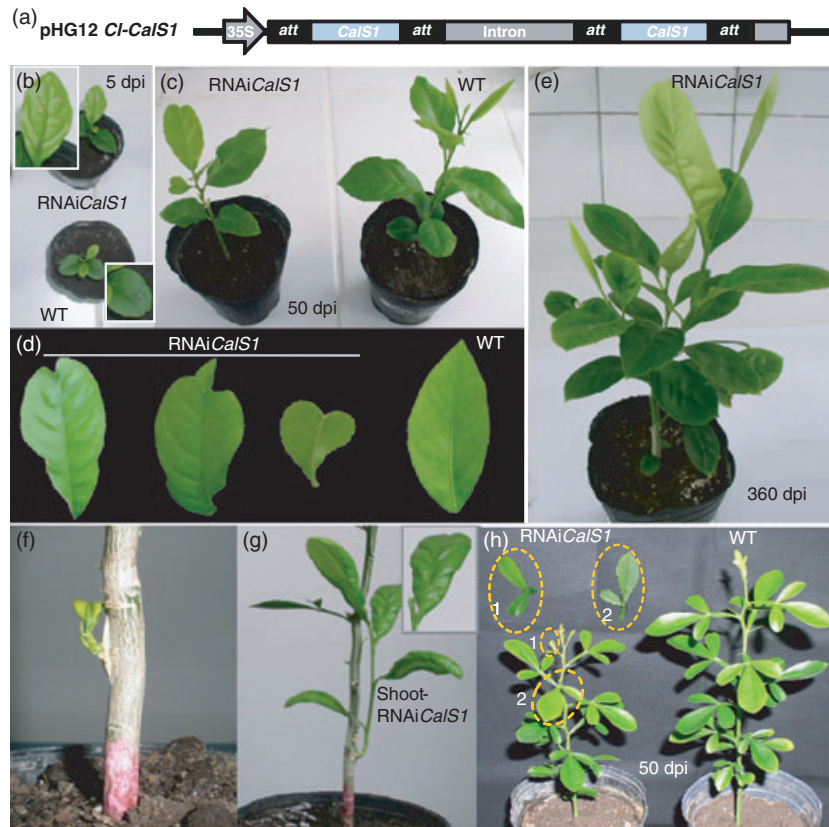 (a) pHG12 CI-CalS1 35S att CalS1 att Intron att CalS1 att
(b) 5 dpi
RNAiCalS1
WT
(c) RNAiCalS1 WT
50 dpi
(d) RNAiCalS1 WT
(e) RNAiCalS1
360 dpi
(f)
(g)
Shoot-
RNAiCalS1
(h) RNAiCalS1 WT
1 2
1
2
50 dpi